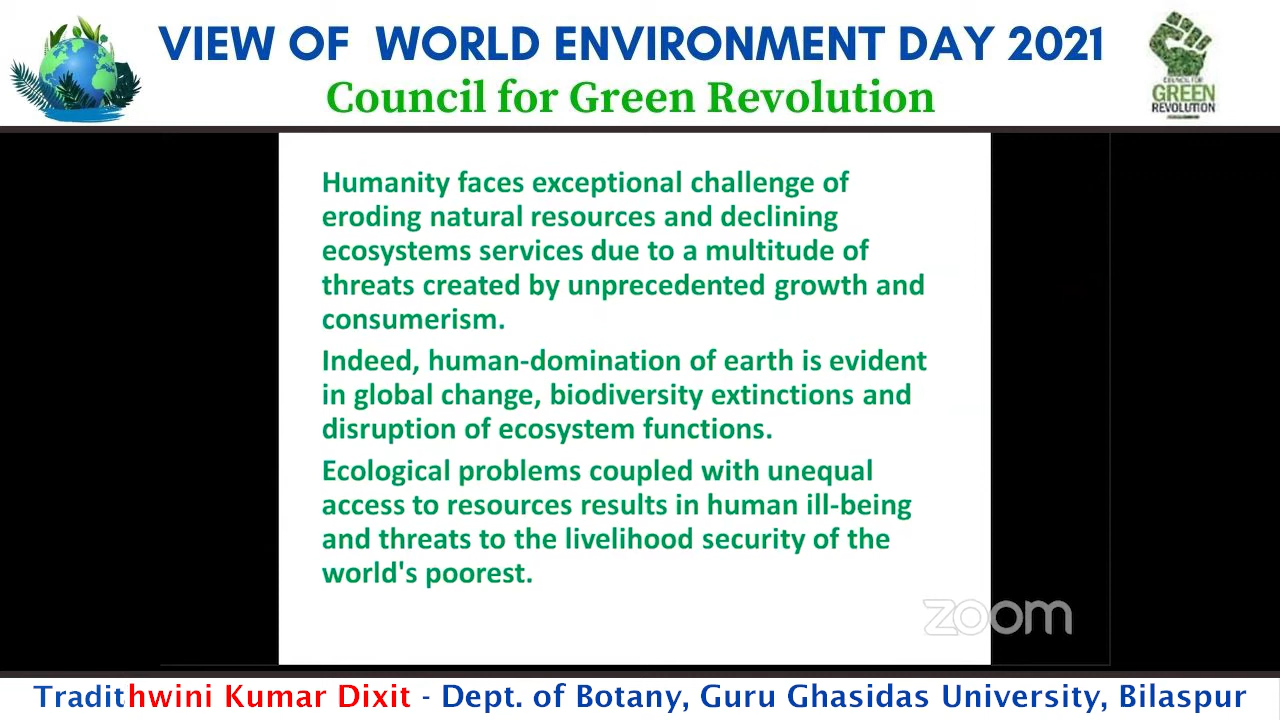 VIEW OF WORLD ENVIRONMENT DAY 2021
Council for Green Revolution
COUNCIL FOR
GREEN
REVOLUTION
Humanity faces exceptional challenge of
eroding natural resources and declining
ecosystems services due to a multitude of
threats created by unprecedented growth and
consumerism.
Indeed, human-domination of earth is evident
in global change, biodiversity extinctions and
disruption of ecosystem functions.
Ecological problems coupled with unequal
access to resources results in human ill-being
and threats to the livelihood security of the
world's poorest.
zoom
Tradithwini Kumar Dixit - Dept. of Botany, Guru Ghasidas University, Bilaspur